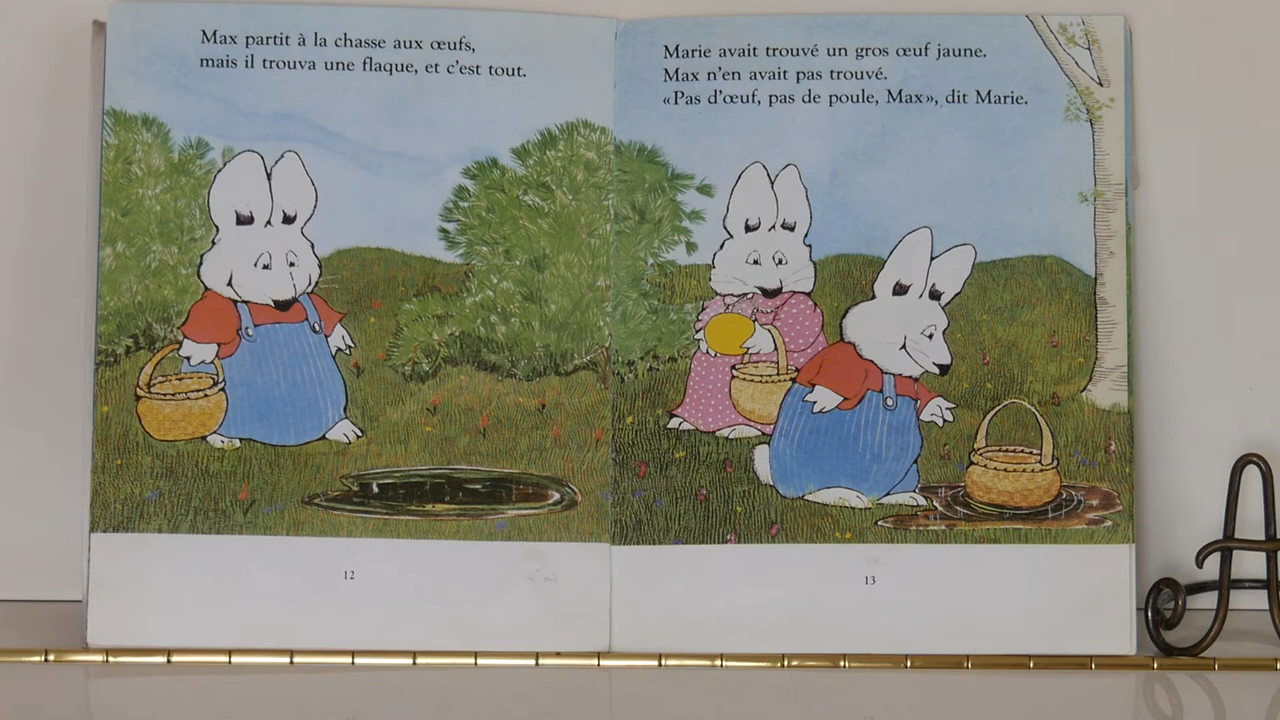 Max partit à la chasse aux œufs,
mais il trouva une flaque, et c'est tout.
12
Marie avait trouvé un gros œuf jaune.
Max n'en avait pas trouvé.
«Pas d'œuf, pas de poule, Max», dit Marie.
13